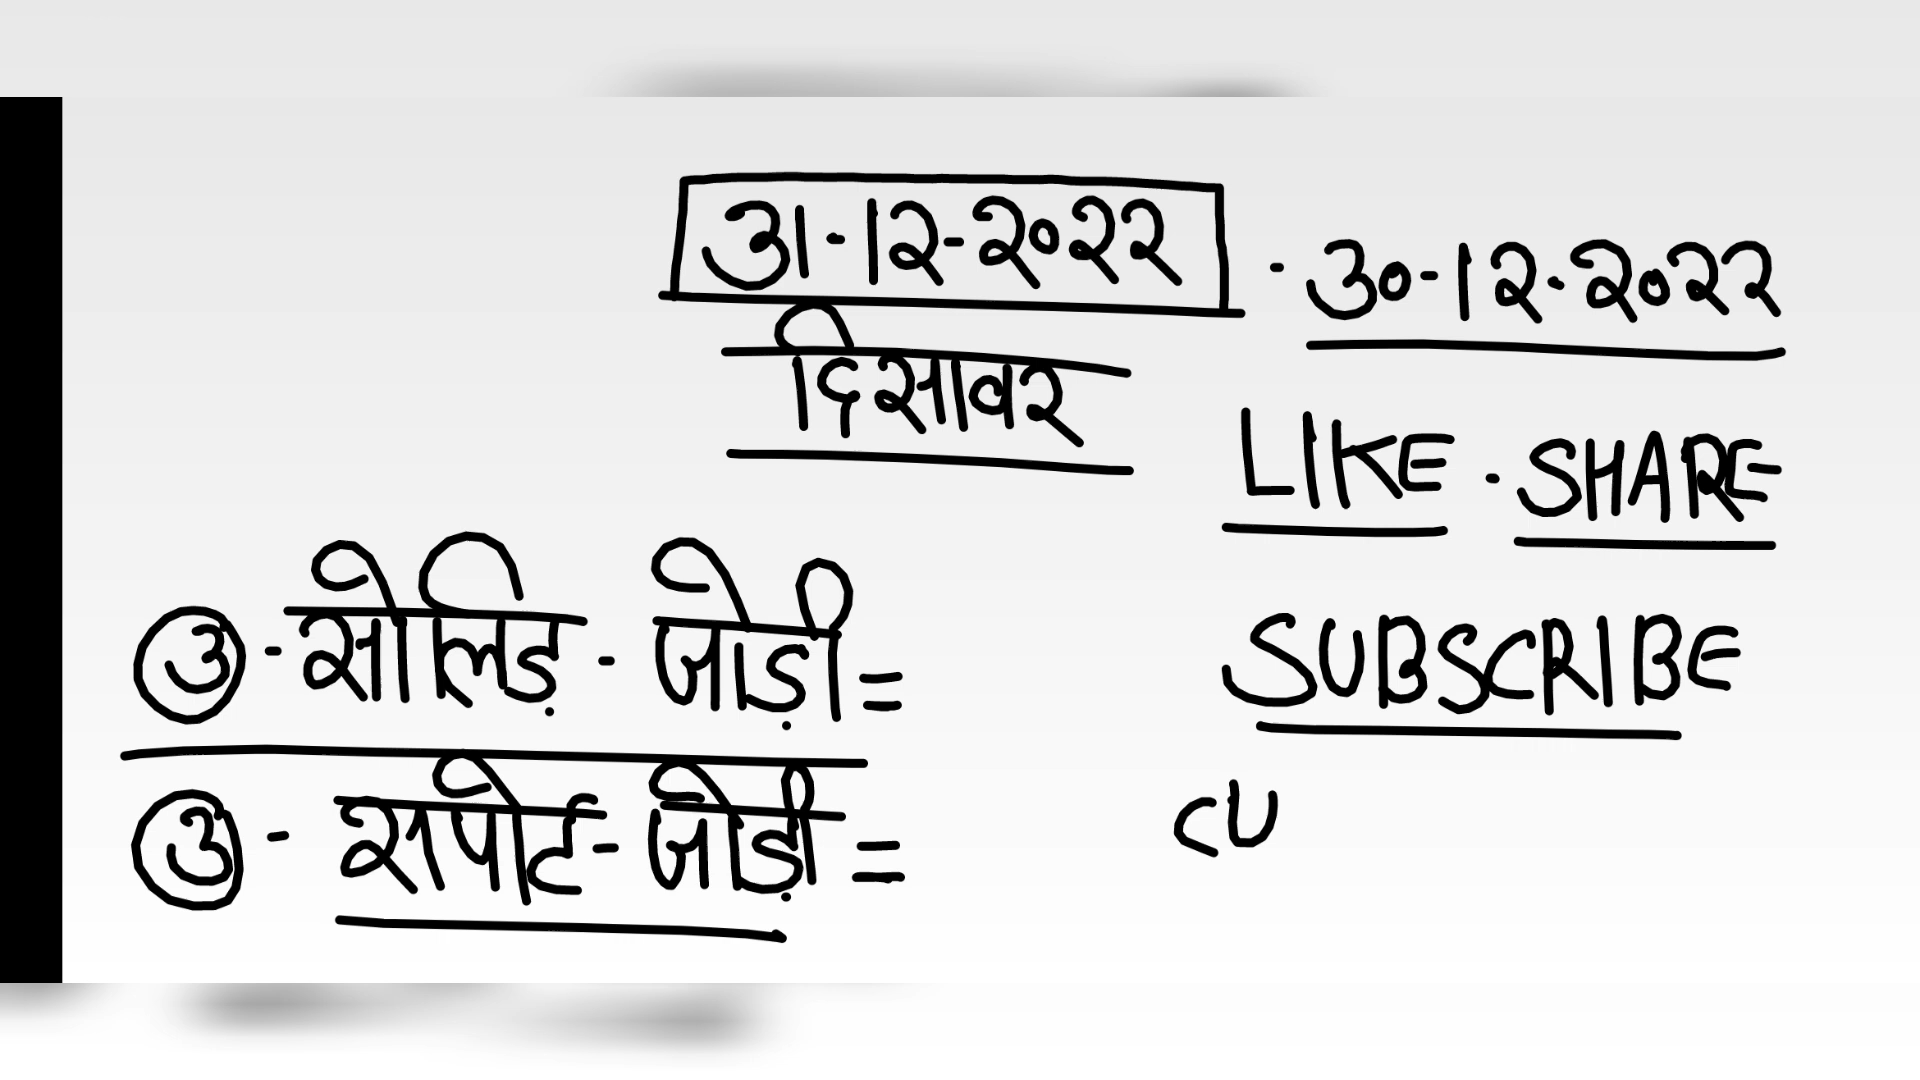 ३१-१२-२०२२ - ३०-१२-२०२२
दिसावर
LIKE - SHARE
३ - सोलिड़ - जोड़ी =
SUBSCRIBE
३ - सपोर्ट - जोड़ी =
CU